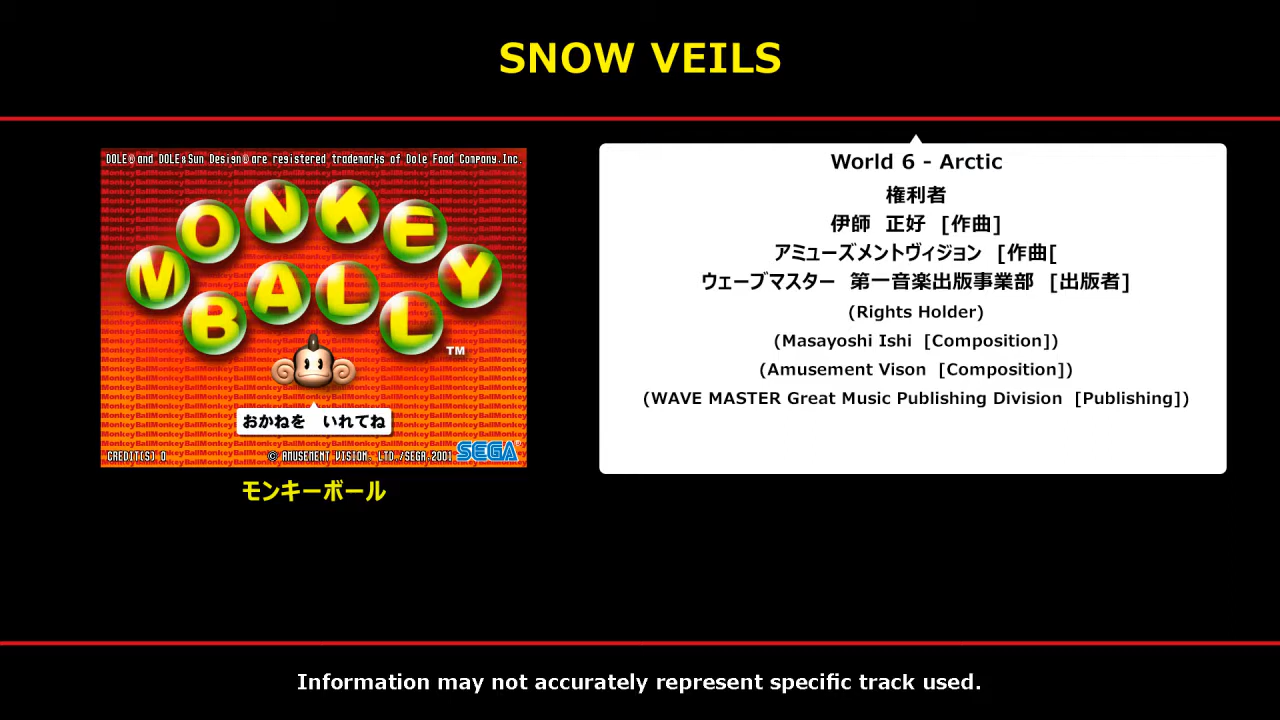 SNOW VEILS
DOLE® and DOLE&Sun Design® are registered trademarks of Dole Food Company, Inc.
MONKEY
BALL
TM
おかねを いれてね
CREDIT(S) 0
© AMUSEMENT VISION, LTD./SEGA,2001
SEGA
モンキーボール
World 6 - Arctic
権利者
伊師 正好 [作曲]
アミューズメントヴィジョン [作曲[
ウェーブマスター 第一音楽出版事業部 [出版者]
(Rights Holder)
(Masayoshi Ishi [Composition])
(Amusement Vison [Composition])
(WAVE MASTER Great Music Publishing Division [Publishing])
Information may not accurately represent specific track used.